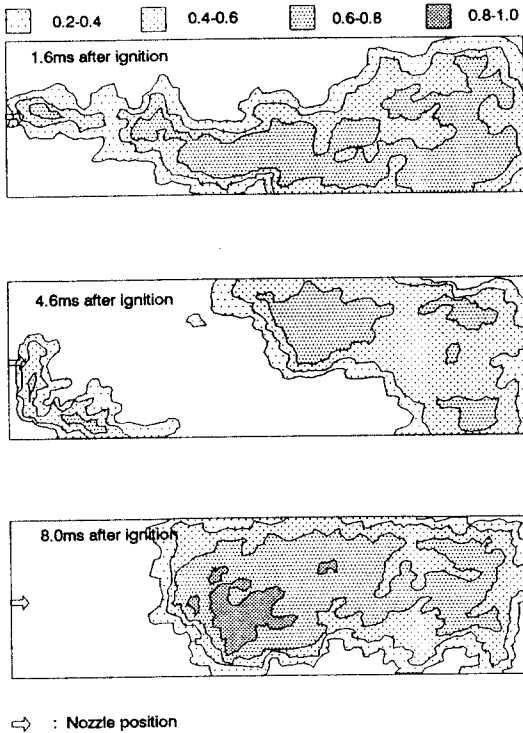 0.2-0.4 0.4-0.6 0.6-0.8 0.8-1.0
1.6ms after ignition
4.6ms after ignition
8.0ms after ignition
: Nozzle position